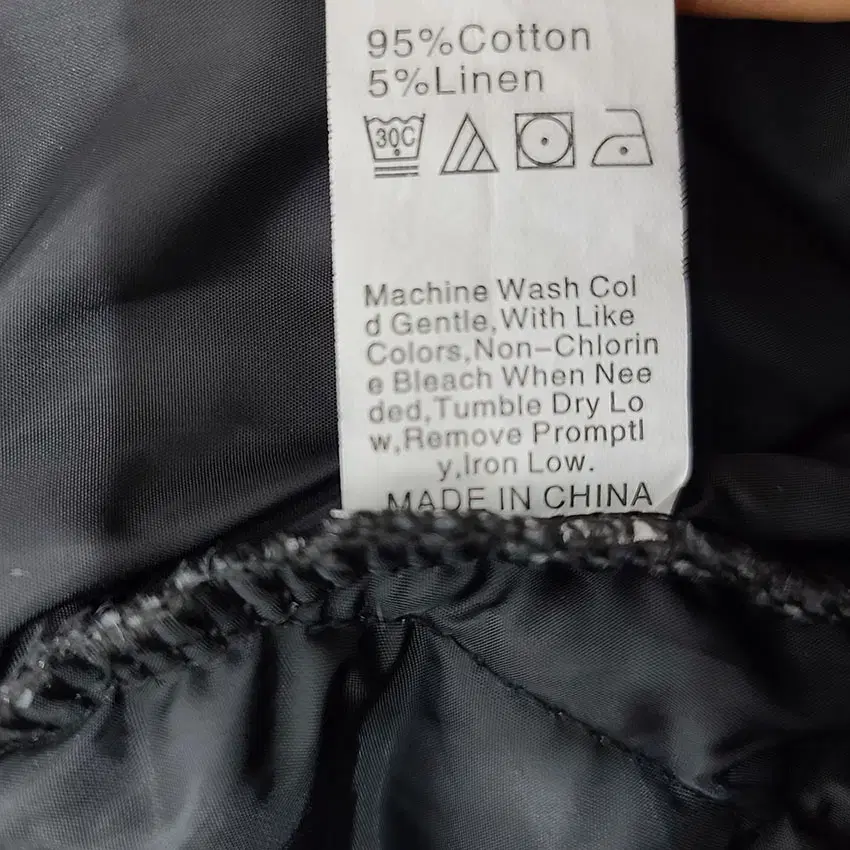 95%Cotton
5%Linen
30C
Machine Wash Col
d Gentle,With Like
Colors,Non-Chlorin
e Bleach When Nee
ded,Tumble Dry Lo
w,Remove Promptl
y,Iron Low.
MADE IN CHINA